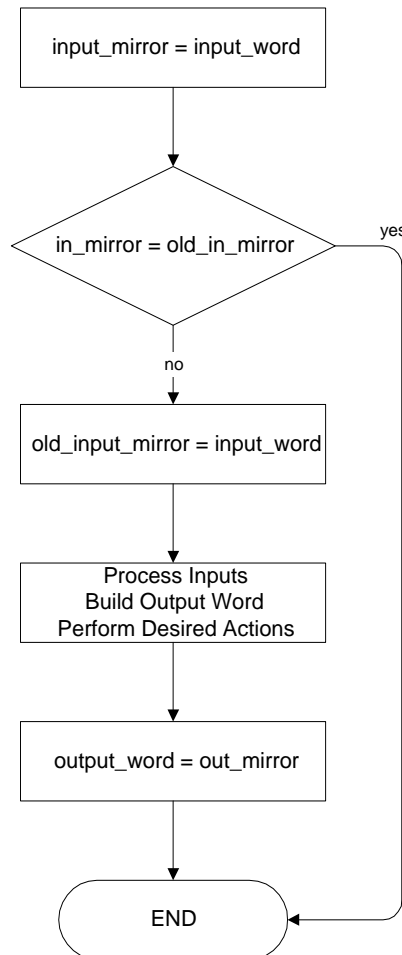 input_mirror = input_word
in_mirror = old_in_mirror
yes
no
old_input_mirror = input_word
Process Inputs
Build Output Word
Perform Desired Actions
output_word = out_mirror
END